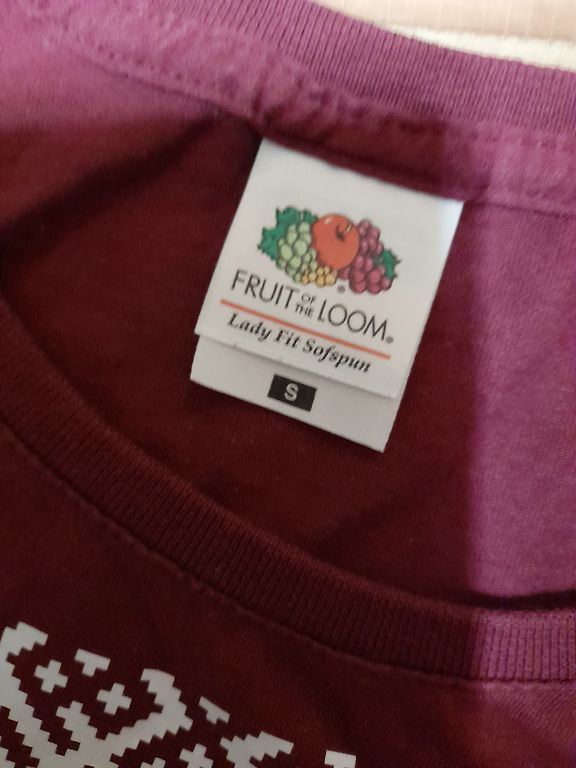 FRUIT OF THE LOOM®
Lady Fit Sofspun
S